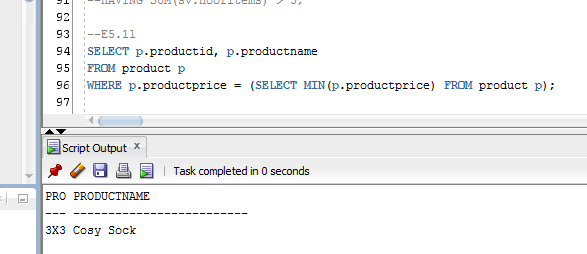 91 --HAVING SUM(sv.noofitems) > 3;
92
93 --E5.11
94 SELECT p.productid, p.productname
95 FROM product p
96 WHERE p.productprice = (SELECT MIN(p.productprice) FROM product p);
97
Script Output x
Task completed in 0 seconds
PRO PRODUCTNAME
--- -------------------------
3X3 Cosy Sock